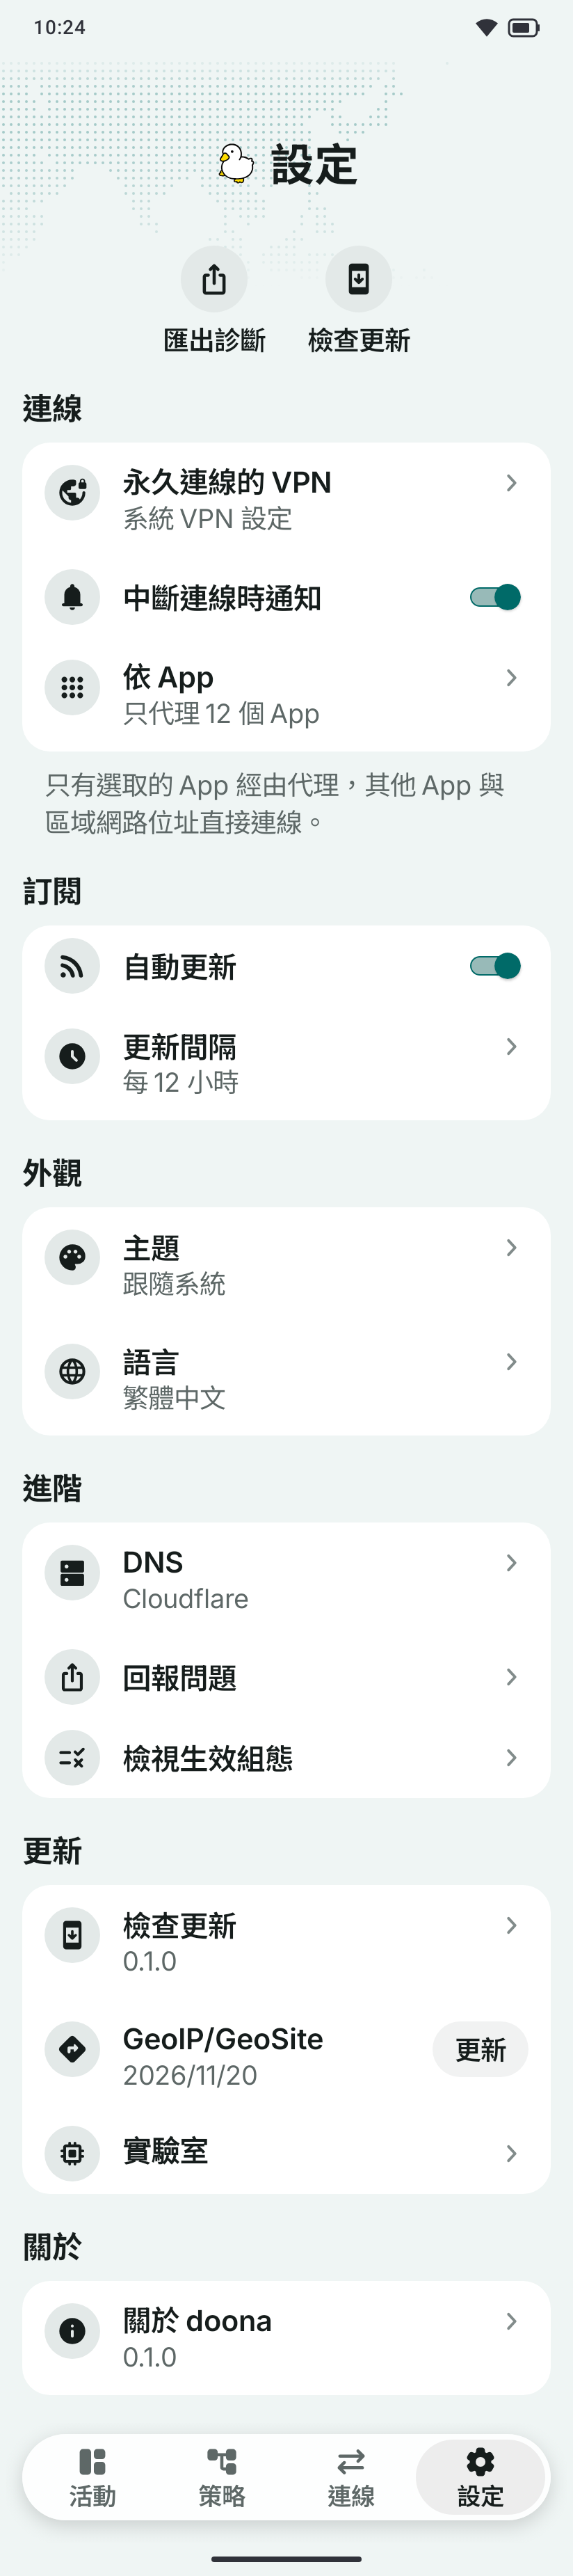 10:24
設定
匯出診斷
檢查更新
連線
永久連線的 VPN
系統 VPN 設定
中斷連線時通知
依 App
只代理 12 個 App
只有選取的 App 經由代理，其他 App 與
區域網路位址直接連線。
訂閱
自動更新
更新間隔
每 12 小時
外觀
主題
跟隨系統
語言
繁體中文
進階
DNS
Cloudflare
回報問題
檢視生效組態
更新
檢查更新
0.1.0
GeoIP/GeoSite
2026/11/20
更新
實驗室
關於
關於 doona
0.1.0
活動
策略
連線
設定